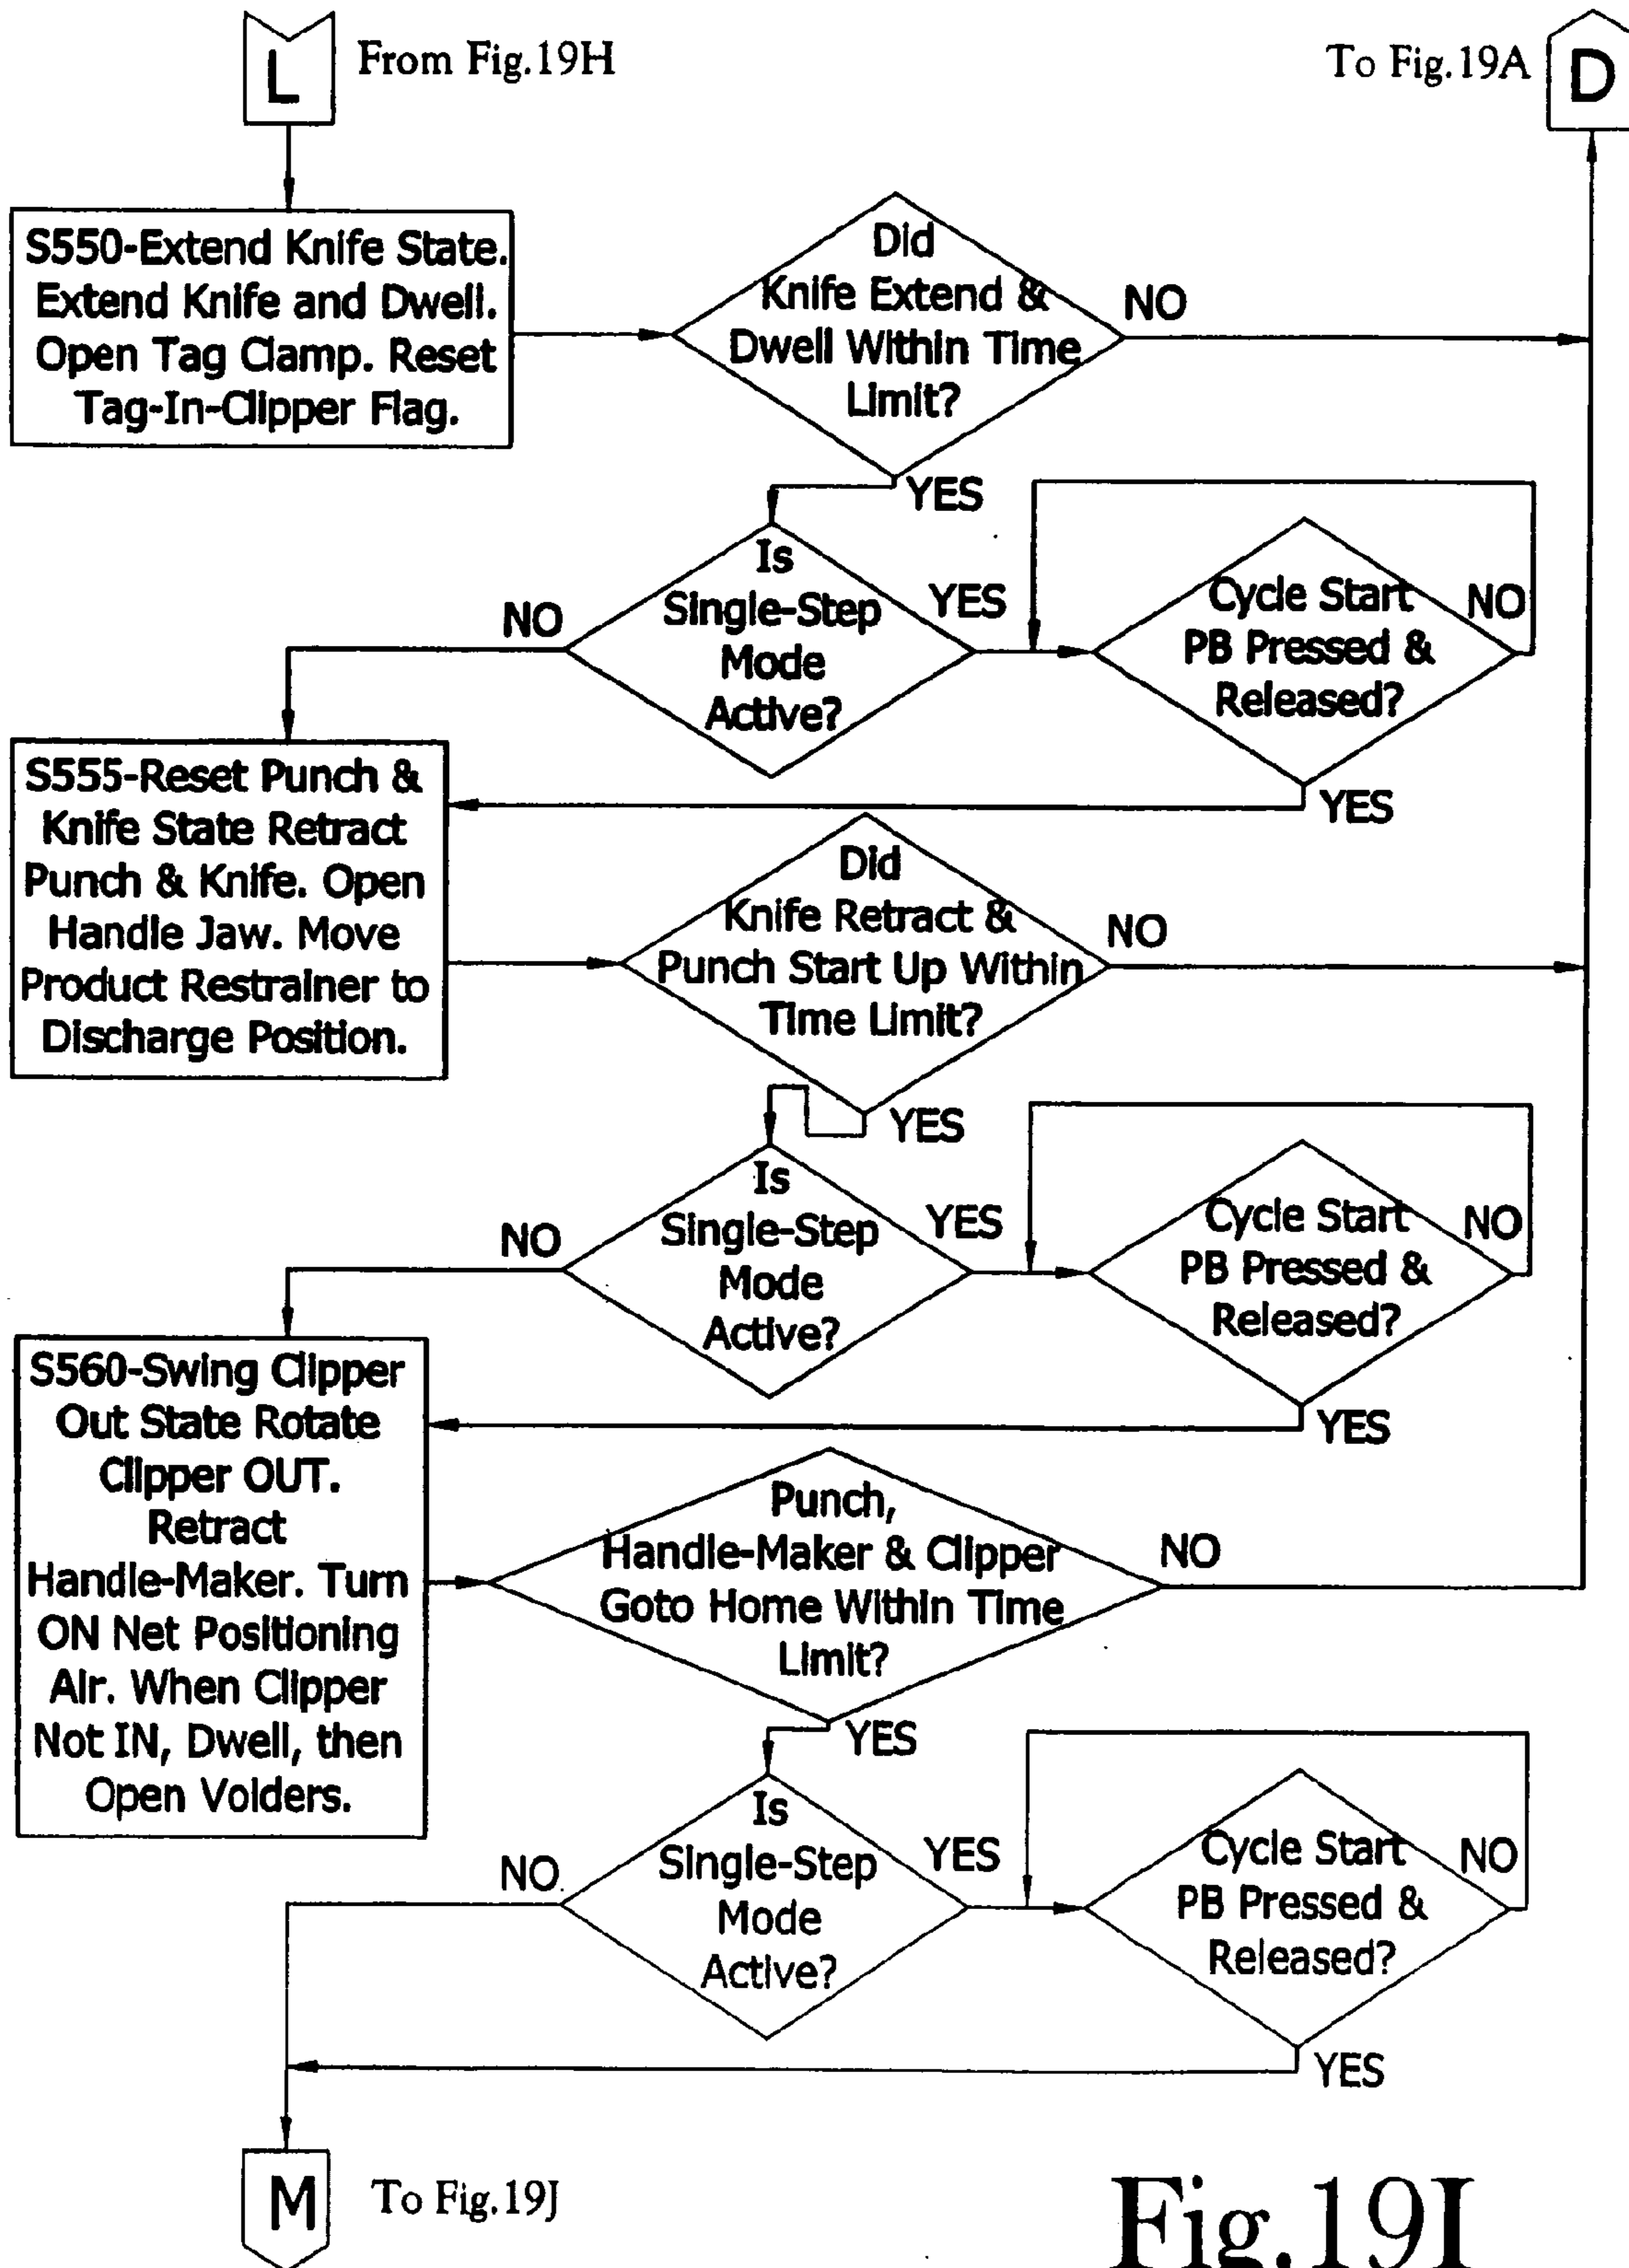 L
From Fig.19H
To Fig.19A
D
S550-Extend Knife State.
Extend Knife and Dwell.
Open Tag Clamp. Reset
Tag-In-Clipper Flag.
Did
Knife Extend &
Dwell Within Time
Limit?
NO
YES
Is
Single-Step
Mode
Active?
NO
YES
Cycle Start
PB Pressed &
Released?
NO
YES
S555-Reset Punch &
Knife State Retract
Punch & Knife. Open
Handle Jaw. Move
Product Restrainer to
Discharge Position.
Did
Knife Retract &
Punch Start Up Within
Time Limit?
NO
YES
Is
Single-Step
Mode
Active?
NO
YES
Cycle Start
PB Pressed &
Released?
NO
YES
S560-Swing Clipper
Out State Rotate
Clipper OUT.
Retract
Handle-Maker. Turn
ON Net Positioning
Air. When Clipper
Not IN, Dwell, then
Open Voiders.
Punch,
Handle-Maker & Clipper
Goto Home Within Time
Limit?
NO
YES
Is
Single-Step
Mode
Active?
NO
YES
Cycle Start
PB Pressed &
Released?
NO
YES
M
To Fig.19J
Fig.19I